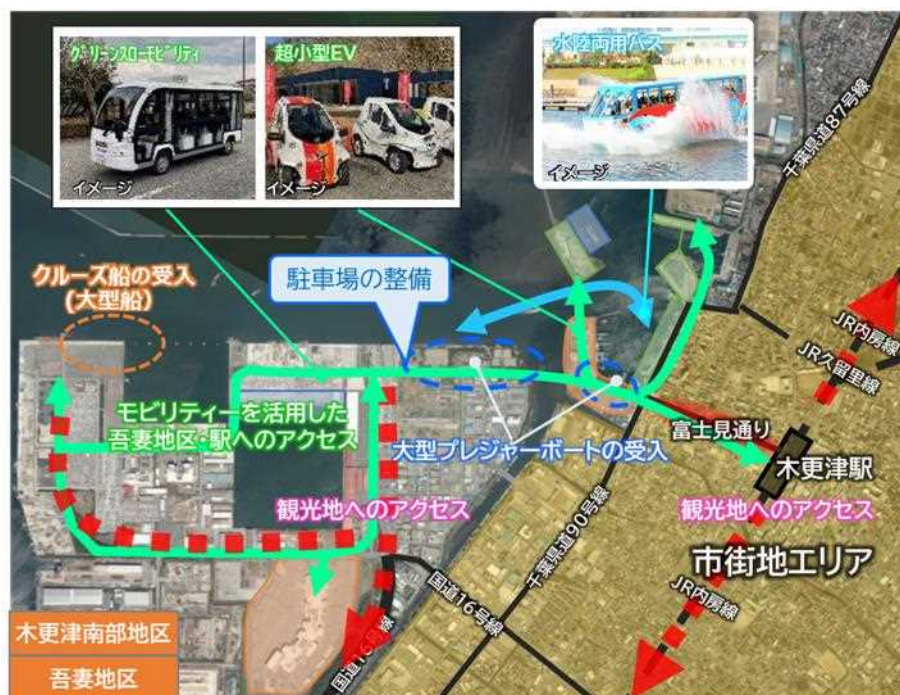 グリーンスローモビリティ
超小型EV
水陸両用バス
イメージ
イメージ
イメージ
千葉県道87号線
クルーズ船の受入
(大型船)
駐車場の整備
JR内房線
JR久留里線
モビリティーを活用した
吾妻地区・駅へのアクセス
富士見通り
大型プレジャーボートの受入
木更津駅
観光地へのアクセス
観光地へのアクセス
千葉県道90号線
市街地エリア
国道16号線
JR内房線
国道16号線
木更津南部地区
吾妻地区